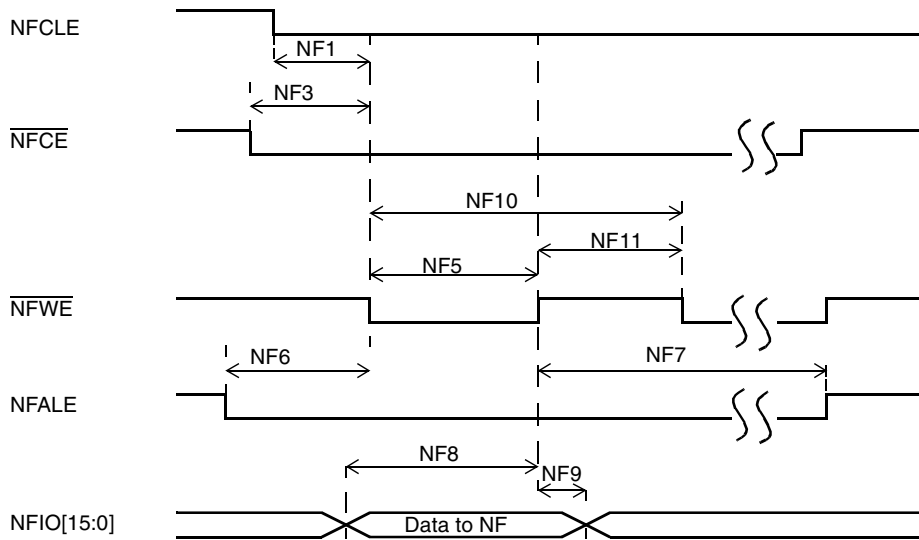 NFCLE
NF1
NF3
NFCE
NF10
NF11
NF5
NFWE
NF6
NF7
NFALE
NF8
NF9
NFIO[15:0]
Data to NF